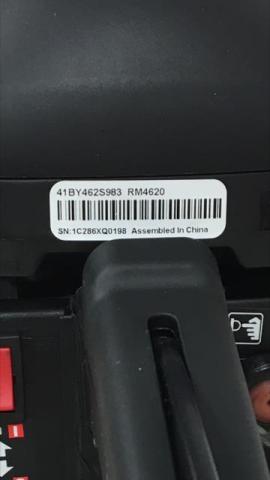 41BY462S983 RM4620
SN:1C286XQ0198 Assembled In China